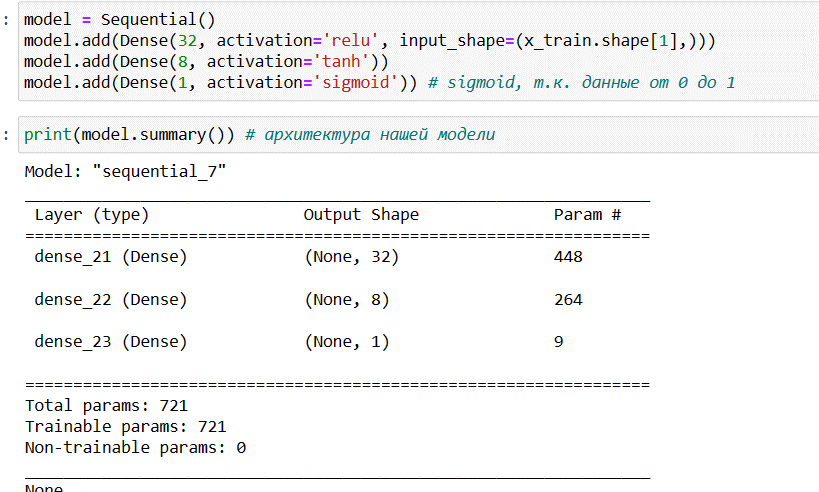 : model = Sequential()
model.add(Dense(32, activation='relu', input_shape=(x_train.shape[1],)))
model.add(Dense(8, activation='tanh'))
model.add(Dense(1, activation='sigmoid')) # sigmoid, т.к. данные от 0 до 1
: print(model.summary()) # архитектура нашей модели
Model: "sequential_7"
_________________________________________________________________
Layer (type) Output Shape Param #
=================================================================
dense_21 (Dense) (None, 32) 448
dense_22 (Dense) (None, 8) 264
dense_23 (Dense) (None, 1) 9
=================================================================
Total params: 721
Trainable params: 721
Non-trainable params: 0
_________________________________________________________________
None